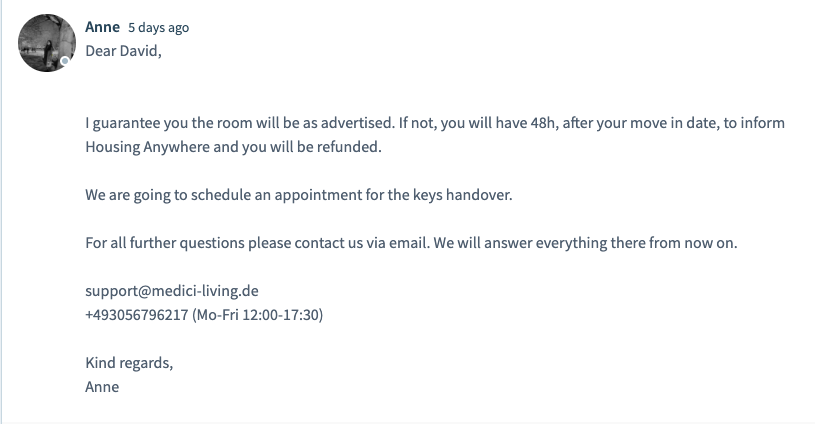 Anne 5 days ago
Dear David,
I guarantee you the room will be as advertised. If not, you will have 48h, after your move in date, to inform
Housing Anywhere and you will be refunded.
We are going to schedule an appointment for the keys handover.
For all further questions please contact us via email. We will answer everything there from now on.
support@medici-living.de
+493056796217 (Mo-Fri 12:00-17:30)
Kind regards,
Anne